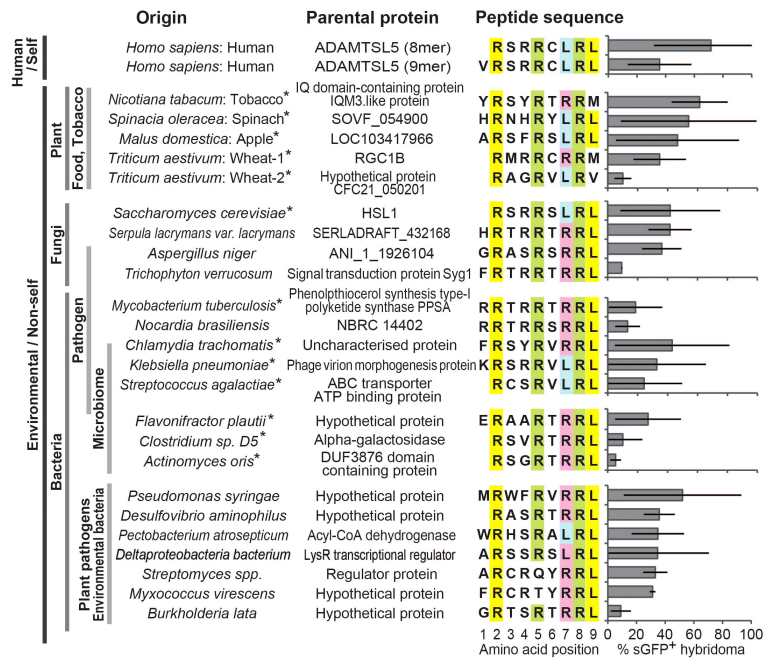 Origin Parental protein Peptide sequence
Human / Self
Homo sapiens: Human ADAMTSL5 (8mer) R S R R C L R L
Homo sapiens: Human ADAMTSL5 (9mer) V R S R R C L R L
Environmental / Non-self
Plant
Food, Tobacco
Nicotiana tabacum: Tobacco* IQ domain-containing protein IQM3.like protein Y R S Y R T R R M
Spinacia oleracea: Spinach* SOVF_054900 H R N H R Y L R L
Malus domestica: Apple* LOC103417966 A R S F R S L R L
Triticum aestivum: Wheat-1* RGC1B R M R R C R R M
Triticum aestivum: Wheat-2* Hypothetical protein CFC21_050201 R A G R V L R V
Fungi
Saccharomyces cerevisiae* HSL1 R S R R S L R L
Serpula lacrymans var. lacrymans SERLADRAFT_432168 H R T R R T R R L
Pathogen
Aspergillus niger ANI_1_1926104 G R A S R S R R L
Trichophyton verrucosum Signal transduction protein Syg1 F R T R R T R R L
Bacteria
Mycobacterium tuberculosis* Phenolpthiocerol synthesis type-I polyketide synthase PPSA R R T R R T R R L
Nocardia brasiliensis NBRC 14402 R R T R R S R R L
Microbiome
Chlamydia trachomatis* Uncharacterised protein F R S Y R V R R L
Klebsiella pneumoniae* Phage virion morphogenesis protein K R S R R V L R L
Streptococcus agalactiae* ABC transporter ATP binding protein R C S R V L R L
Flavonifractor plautii* Hypothetical protein E R A A R T R R L
Clostridium sp. D5* Alpha-galactosidase R S V R T R R L
Actinomyces oris* DUF3876 domain containing protein R S G R T R R L
Plant pathogens
Environmental bacteria
Pseudomonas syringae Hypothetical protein M R W F R V R R L
Desulfovibrio aminophilus Hypothetical protein R A S R T R R L
Pectobacterium atrosepticum Acyl-CoA dehydrogenase W R H S R A L R L
Deltaproteobacteria bacterium LysR transcriptional regulator A R S S R S L R L
Streptomyces spp. Regulator protein A R C R Q Y R R L
Myxococcus virescens Hypothetical protein F R C R T Y R R L
Burkholderia lata Hypothetical protein G R T S R T R R L
1 2 3 4 5 6 7 8 9 0 20 40 60 80 100
Amino acid position % sGFP+ hybridoma